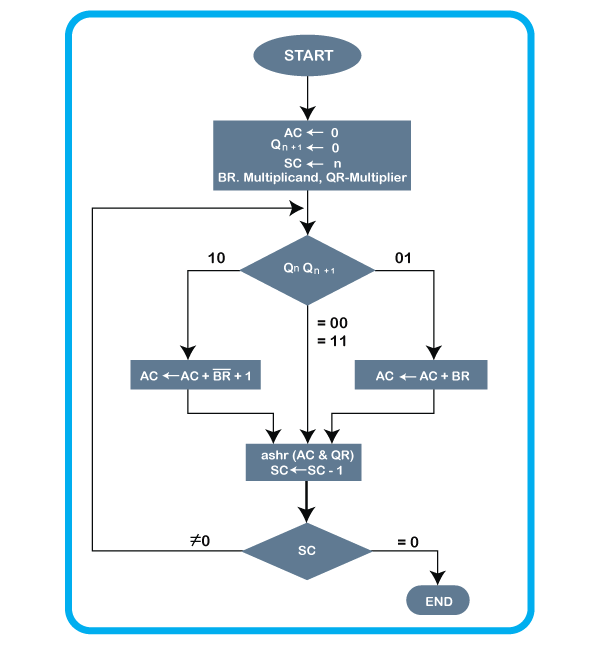 START
AC ← 0
Qn+1 ← 0
SC ← n
BR. Multiplicand, QR-Multiplier
10
Qn Qn+1
01
= 00
= 11
AC ←AC + B̅R̅ + 1
AC ← AC + BR
ashr (AC & QR)
SC←SC - 1
≠0
SC
= 0
END